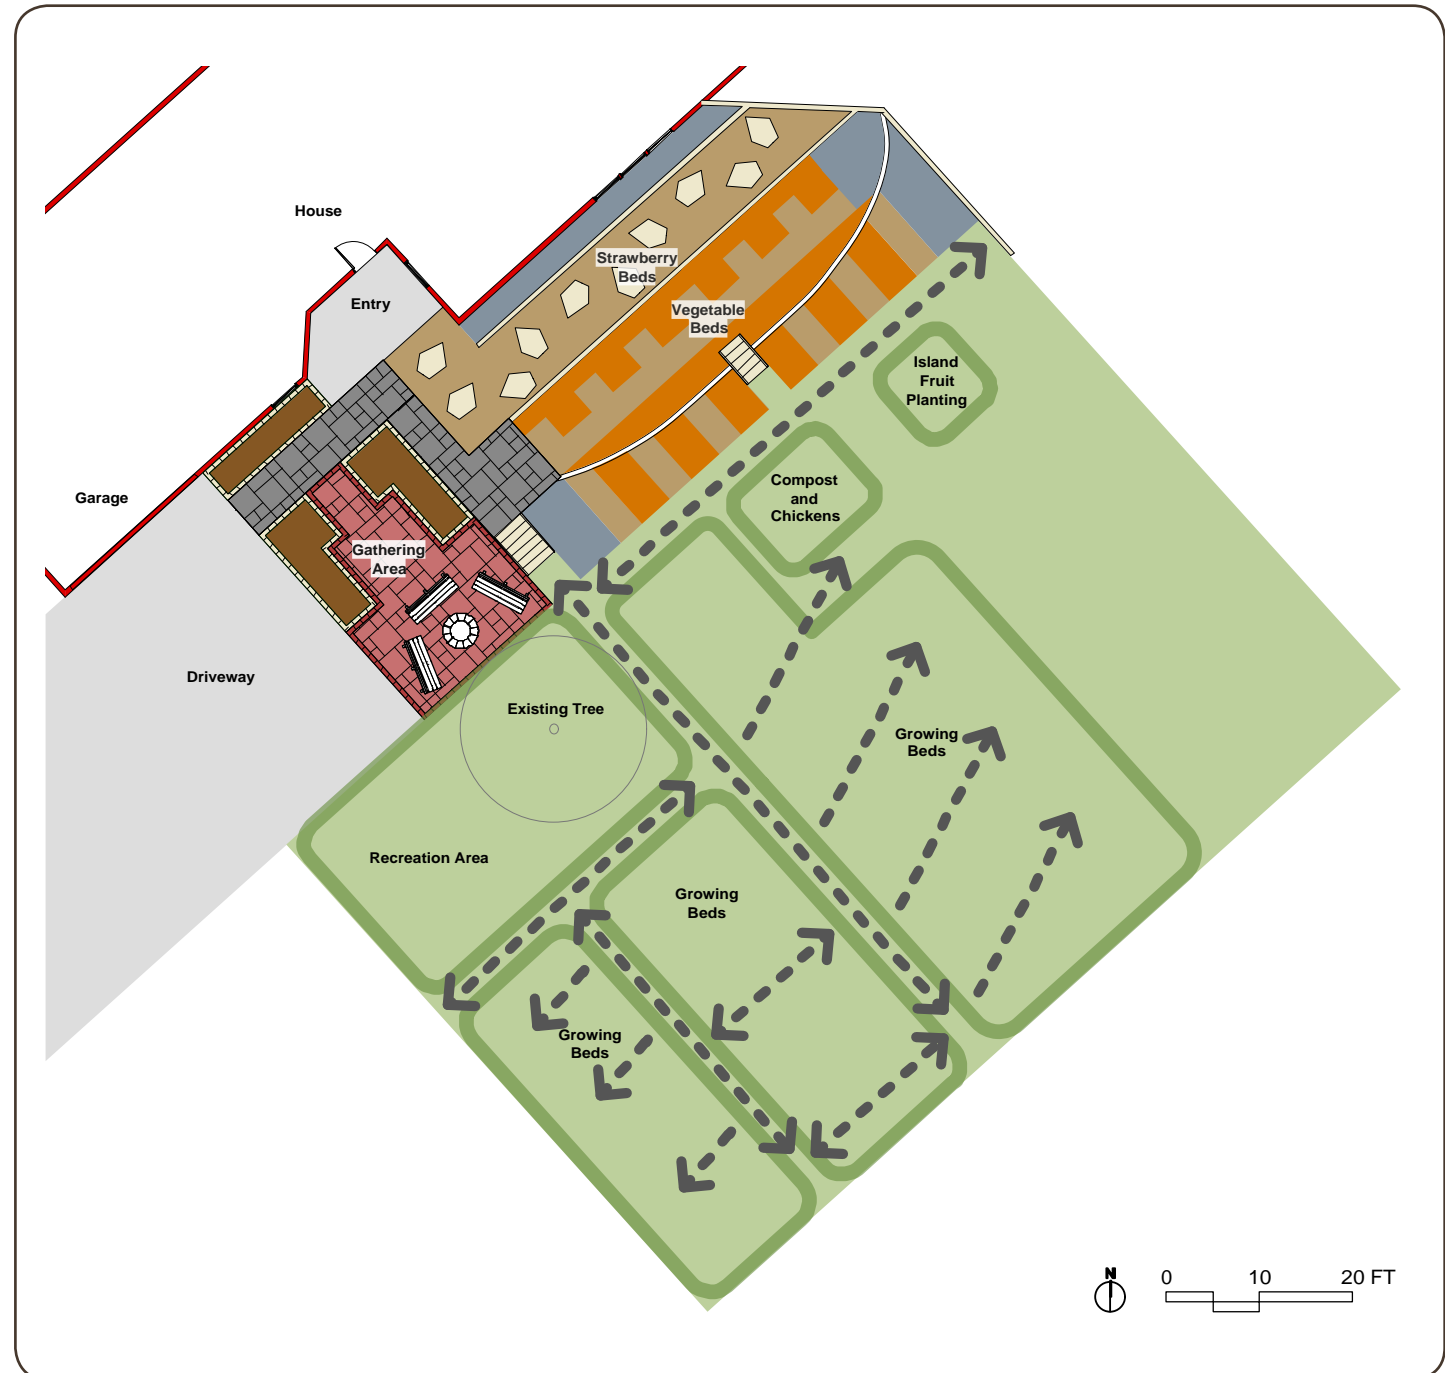 House
Strawberry
Beds
Entry
Vegetable
Beds
Island
Fruit
Planting
Garage
Compost
and
Chickens
Gathering
Area
Driveway
Existing Tree
Growing
Beds
Recreation Area
Growing
Beds
Growing
Beds
N
0 10 20 FT